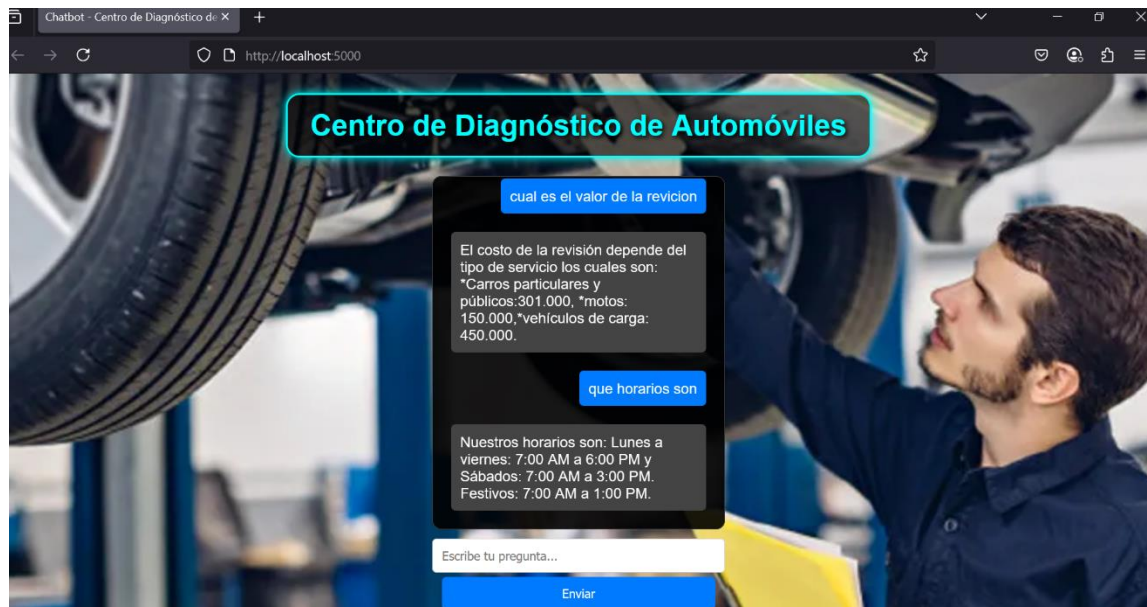 Chatbot - Centro de Diagnóstico de
http://localhost:5000
Centro de Diagnóstico de Automóviles
cual es el valor de la revicion
El costo de la revisión depende del
tipo de servicio los cuales son:
*Carros particulares y
públicos:301.000, *motos:
150.000,*vehículos de carga:
450.000.
que horarios son
Nuestros horarios son: Lunes a
viernes: 7:00 AM a 6:00 PM y
Sábados: 7:00 AM a 3:00 PM.
Festivos: 7:00 AM a 1:00 PM.
Escribe tu pregunta...
Enviar